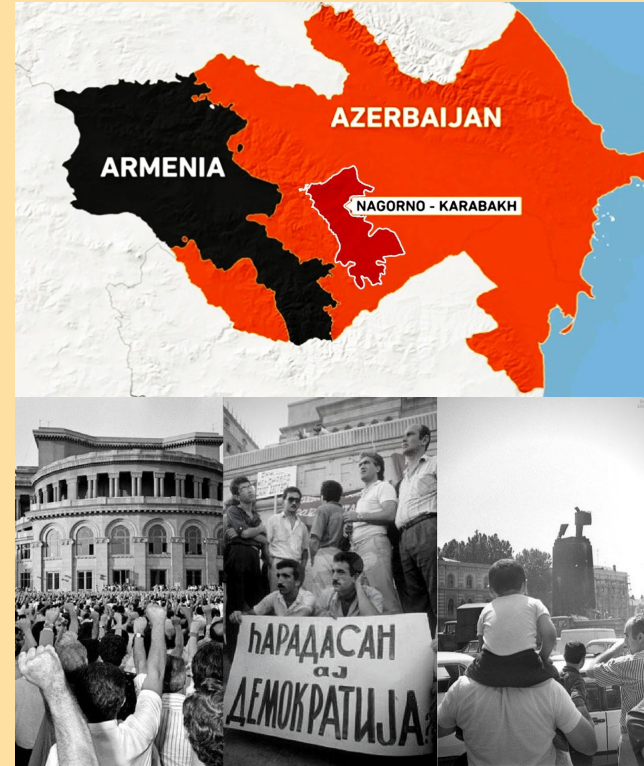 AZERBAIJAN
ARMENIA
NAGORNO - KARABAKH
ҺАРАДАСАН
ај
ДЕМОКРАТИЈА